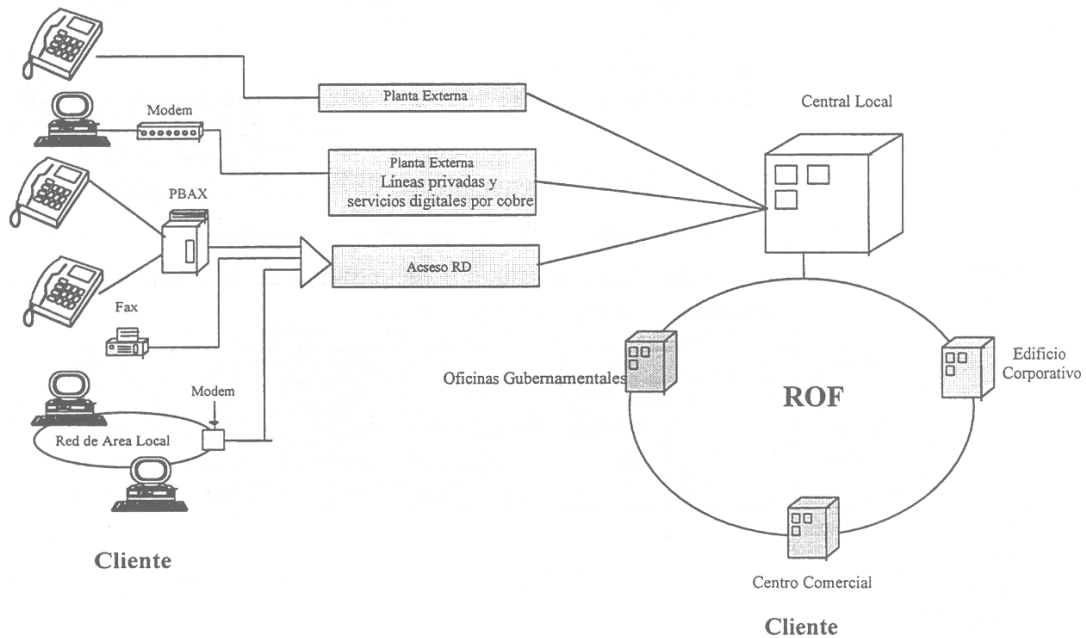 Planta Externa
Central Local
Modem
Planta Externa
Líneas privadas y
servicios digitales por cobre
PBAX
Acseso RD
Fax
Oficinas Gubernamentales
Edificio
Corporativo
ROF
Modem
Red de Area Local
Cliente
Centro Comercial
Cliente